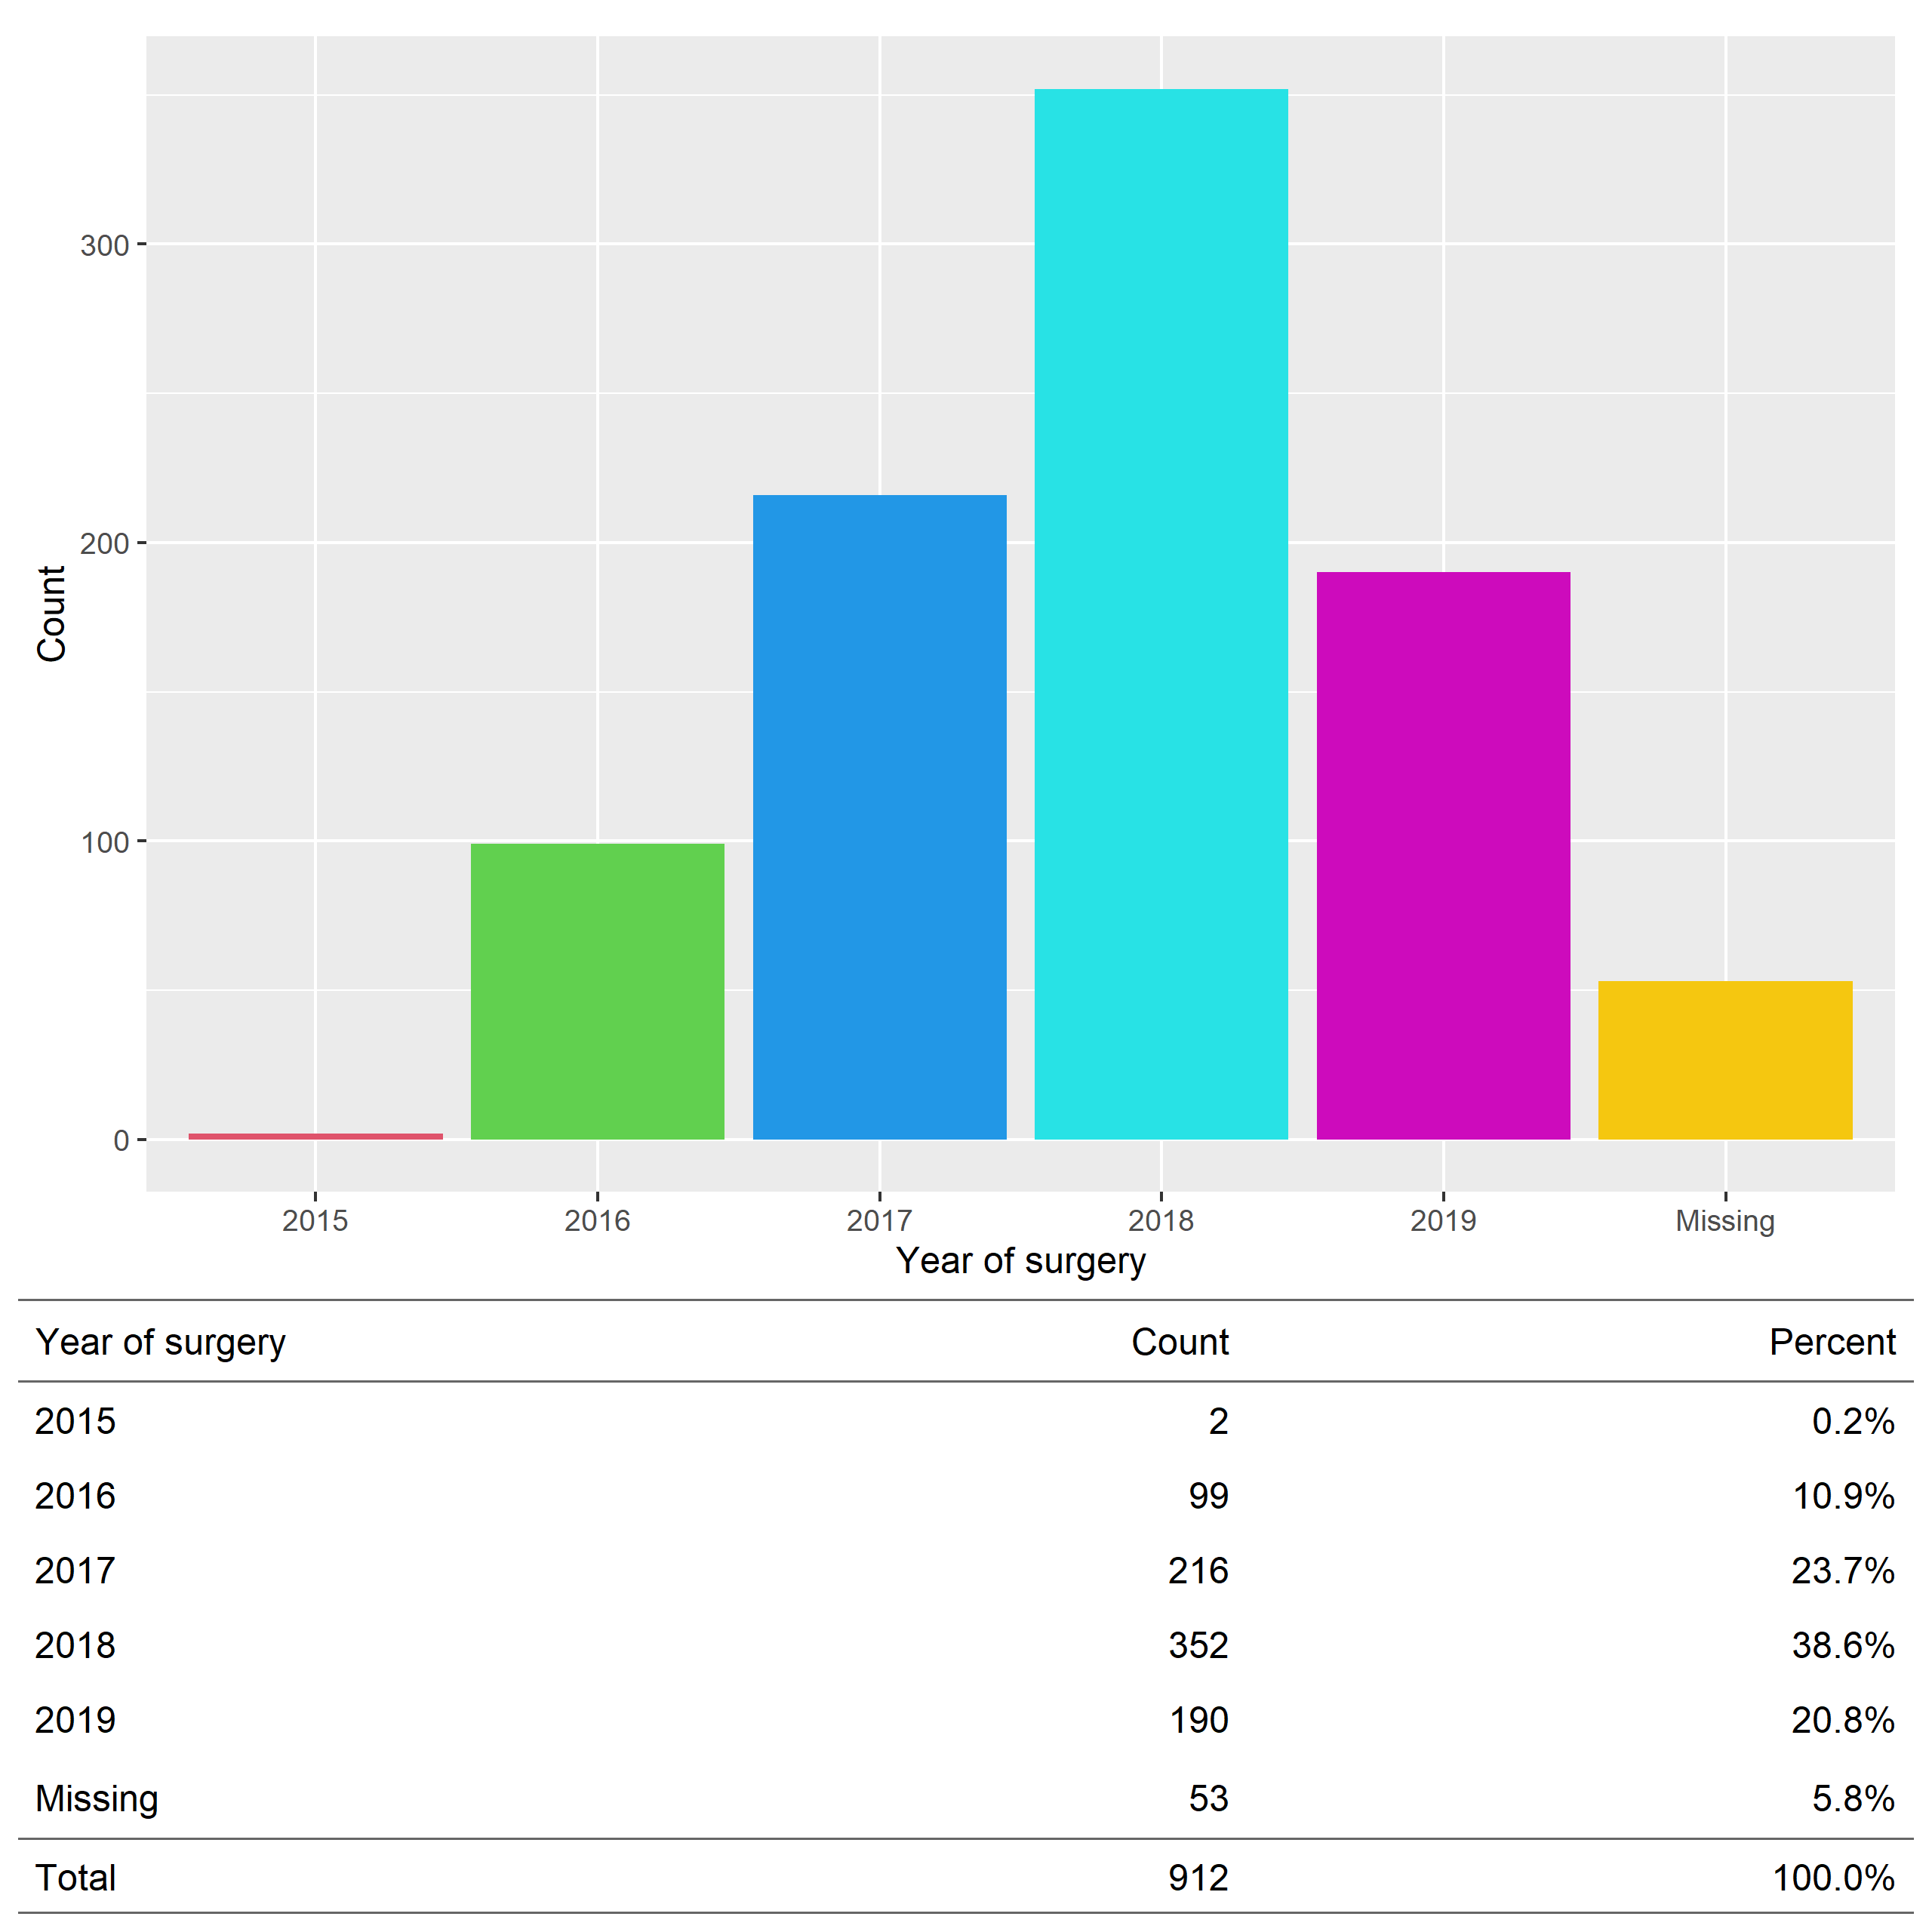 300
200
100
0
Count
2015 2016 2017 2018 2019 Missing
Year of surgery
Year of surgery Count Percent
2015 2 0.2%
2016 99 10.9%
2017 216 23.7%
2018 352 38.6%
2019 190 20.8%
Missing 53 5.8%
Total 912 100.0%